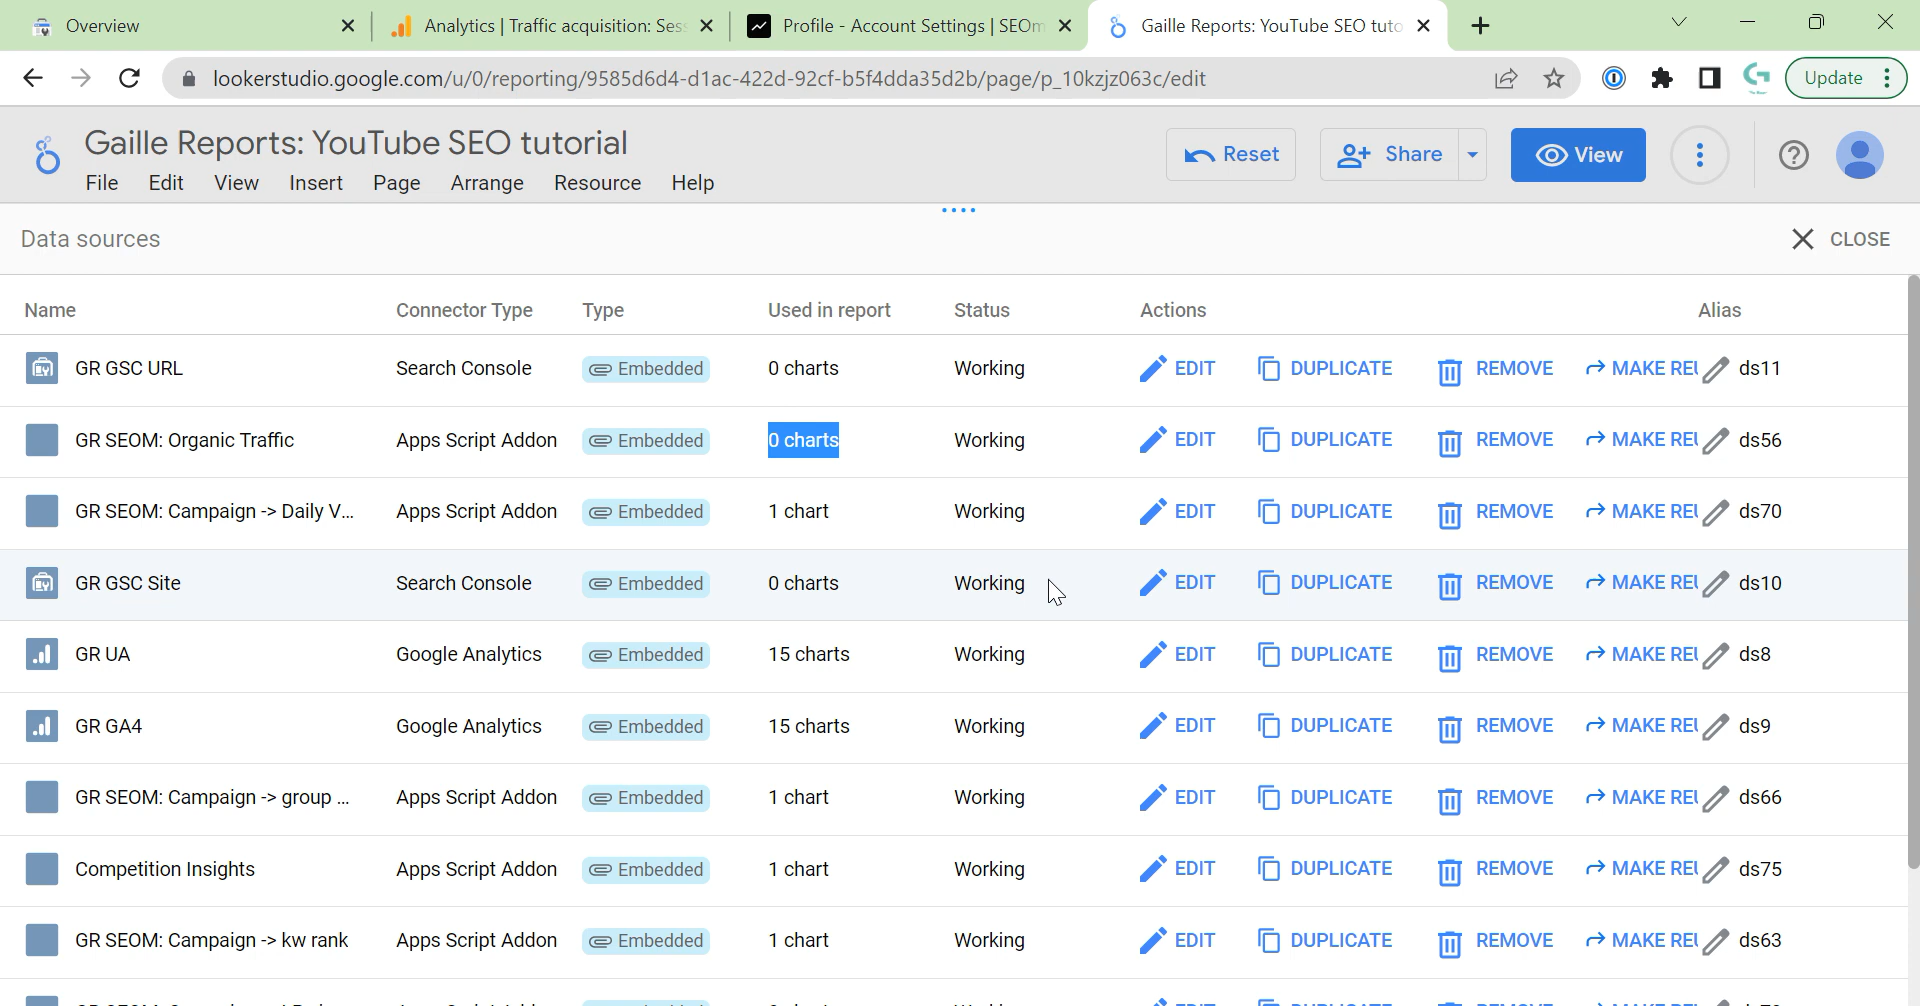 Overview
Analytics | Traffic acquisition: Ses
Profile - Account Settings | SEOm
Gaille Reports: YouTube SEO tuto
lookerstudio.google.com/u/0/reporting/9585d6d4-d1ac-422d-92cf-b5f4dda35d2b/page/p_10kzjz063c/edit
Update
Gaille Reports: YouTube SEO tutorial
Reset
Share
View
File Edit View Insert Page Arrange Resource Help
Data sources
CLOSE
Name Connector Type Type Used in report Status Actions Alias
GR GSC URL Search Console Embedded 0 charts Working EDIT DUPLICATE REMOVE MAKE REU ds11
GR SEOM: Organic Traffic Apps Script Addon Embedded 0 charts Working EDIT DUPLICATE REMOVE MAKE REU ds56
GR SEOM: Campaign -> Daily V... Apps Script Addon Embedded 1 chart Working EDIT DUPLICATE REMOVE MAKE REU ds70
GR GSC Site Search Console Embedded 0 charts Working EDIT DUPLICATE REMOVE MAKE REU ds10
GR UA Google Analytics Embedded 15 charts Working EDIT DUPLICATE REMOVE MAKE REU ds8
GR GA4 Google Analytics Embedded 15 charts Working EDIT DUPLICATE REMOVE MAKE REU ds9
GR SEOM: Campaign -> group ... Apps Script Addon Embedded 1 chart Working EDIT DUPLICATE REMOVE MAKE REU ds66
Competition Insights Apps Script Addon Embedded 1 chart Working EDIT DUPLICATE REMOVE MAKE REU ds75
GR SEOM: Campaign -> kw rank Apps Script Addon Embedded 1 chart Working EDIT DUPLICATE REMOVE MAKE REU ds63